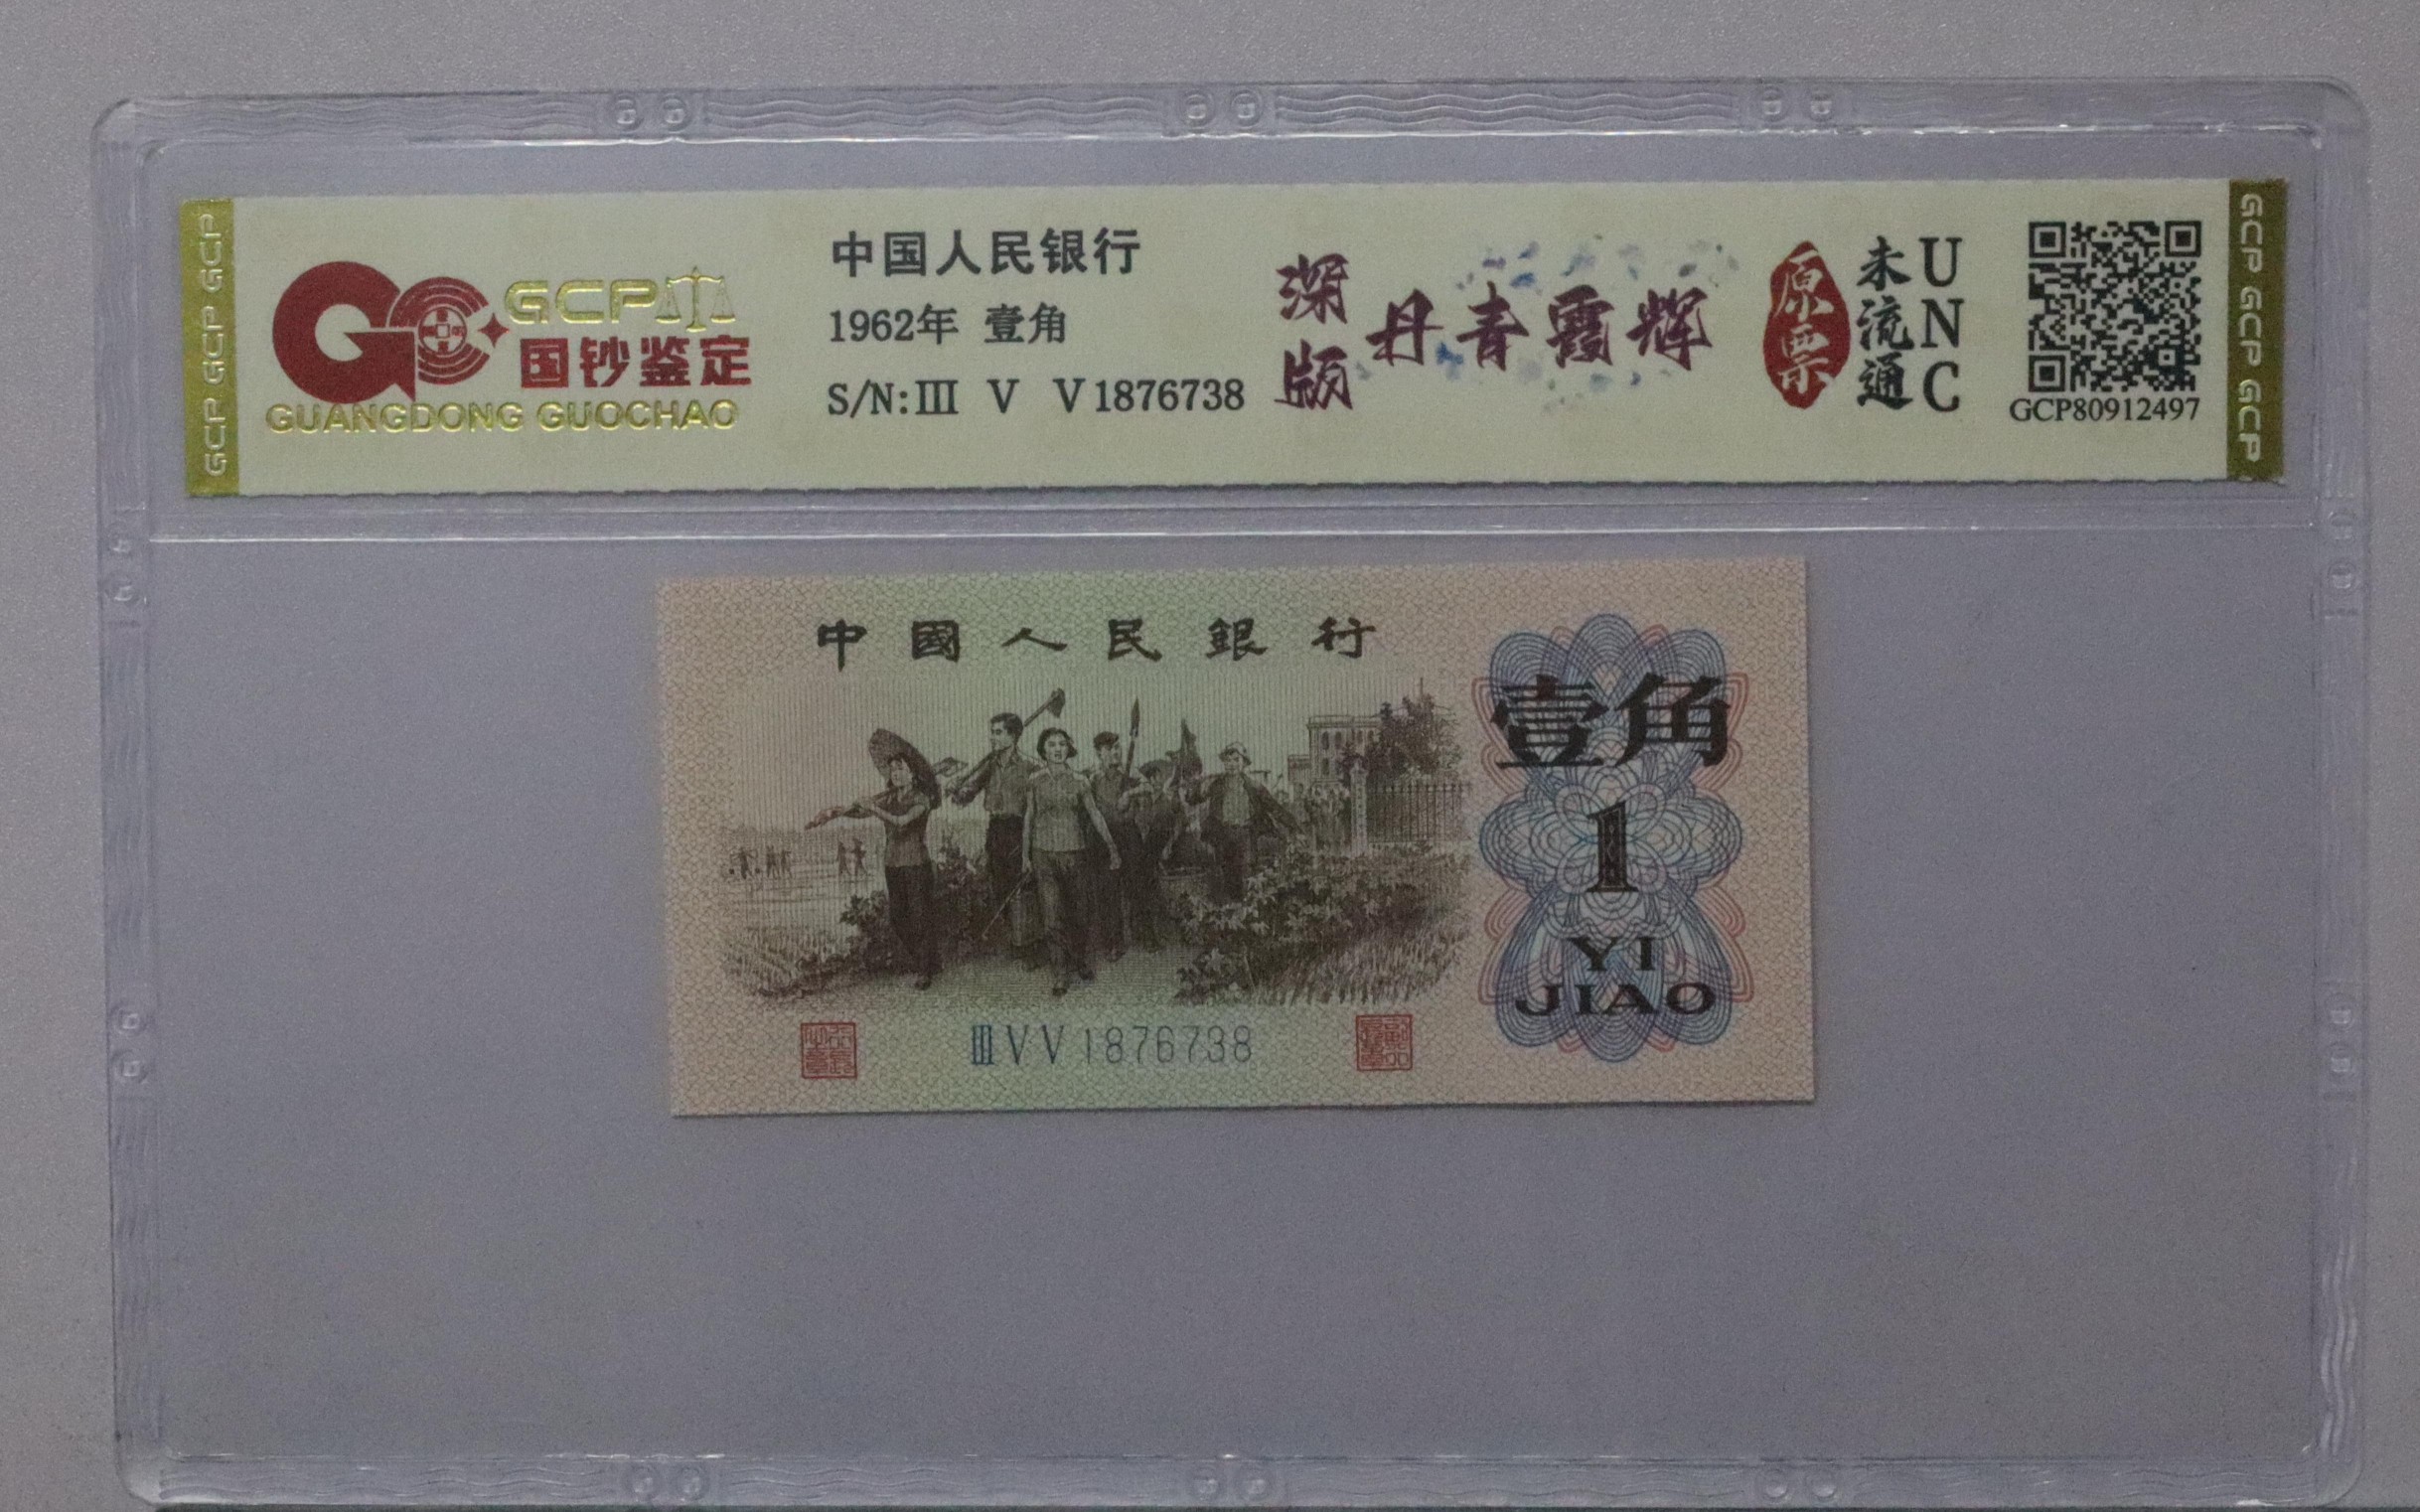 GCP GCP GCP
GCP
国钞鉴定
GUANGDONG GUOCHAO
中国人民银行
1962年 壹角
S/N:III V V1876738
深版
丹青霞辉
原票
未流通
UNC
GCP80912497
GCP GCP GCP
中國人民銀行
壹角
1
YI
JIAO
III V V 1876738